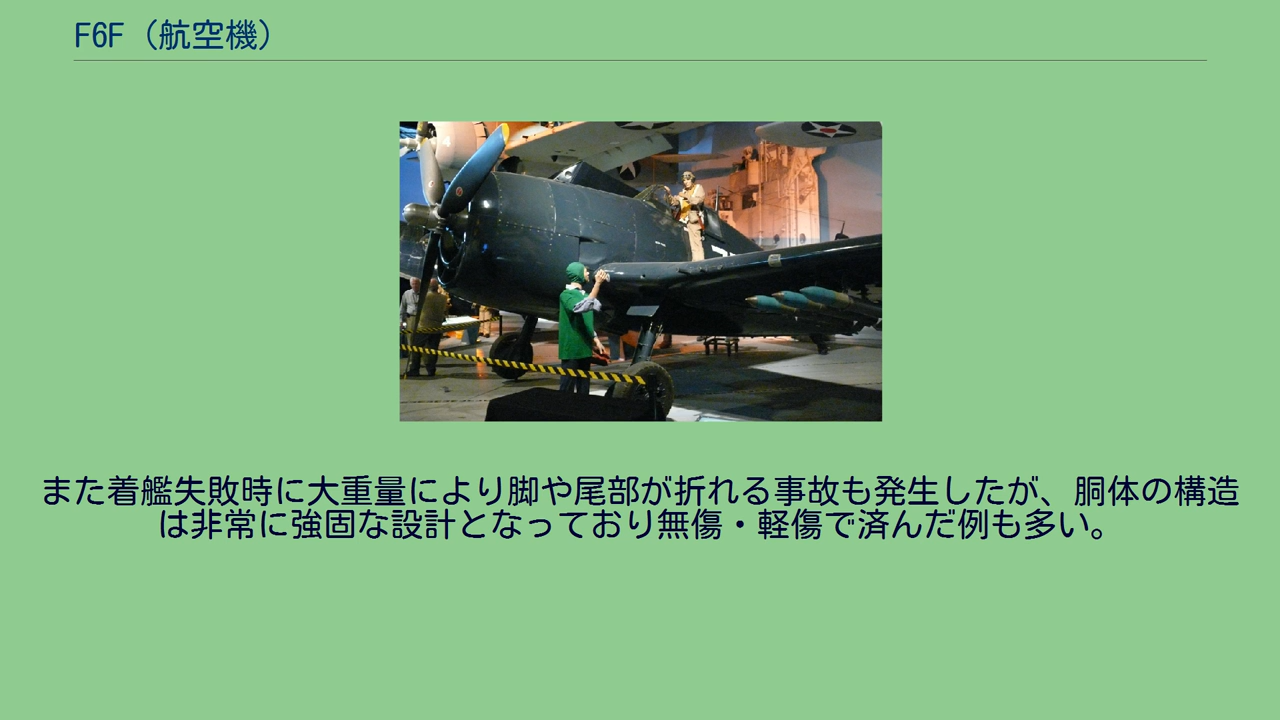 F6F（航空機）
また着艦失敗時に大重量により脚や尾部が折れる事故も発生したが、胴体の構造
は非常に強固な設計となっており無傷・軽傷で済んだ例も多い。